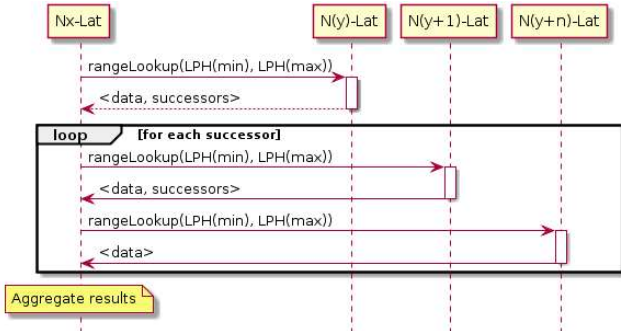 Nx-Lat N(y)-Lat N(y+1)-Lat N(y+n)-Lat
rangeLookup(LPH(min), LPH(max))
<data, successors>
loop [for each successor]
rangeLookup(LPH(min), LPH(max))
<data, successors>
rangeLookup(LPH(min), LPH(max))
<data>
Aggregate results